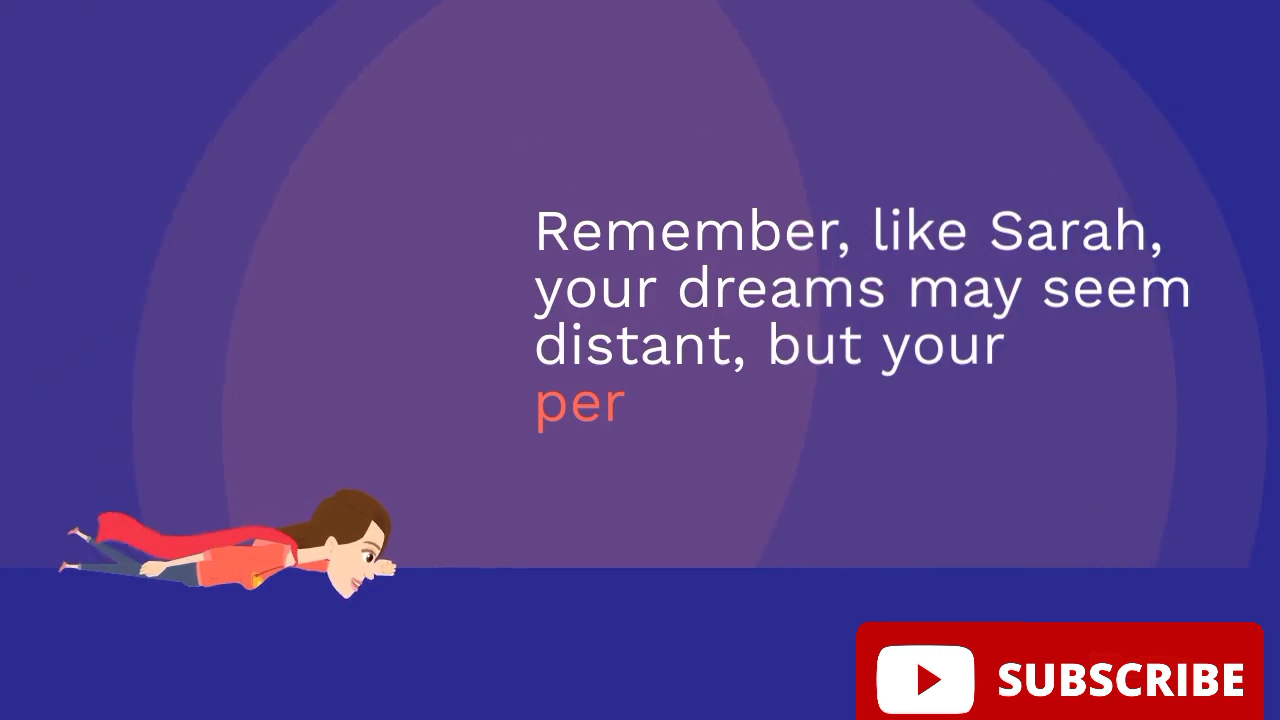 Remember, like Sarah,
your dreams may seem
distant, but your
per
SUBSCRIBE